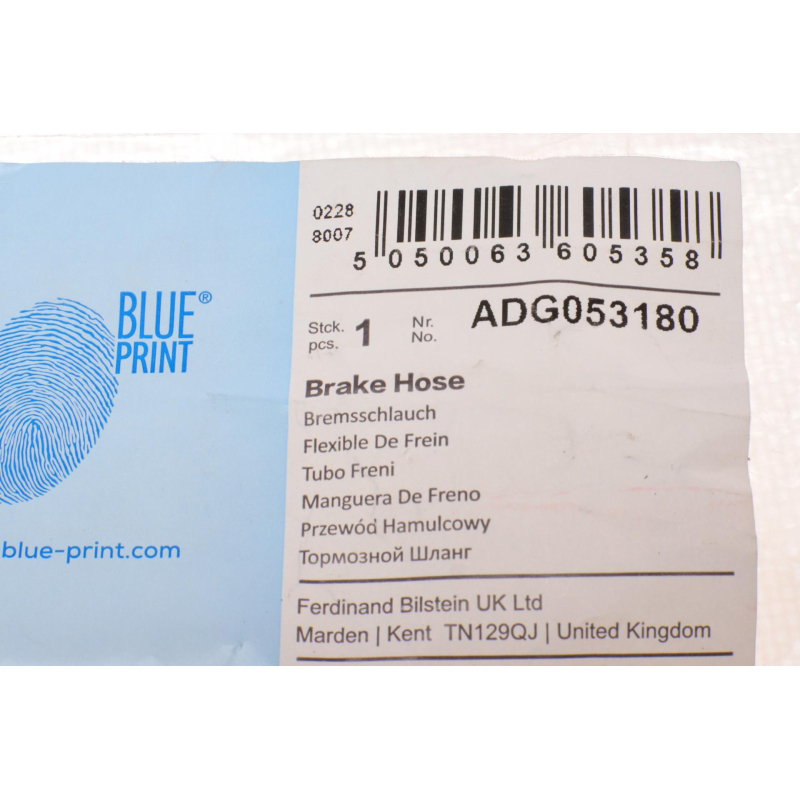 BLUE®
PRINT
blue-print.com
0228
8007
5 050063 605358
Stck. 1 Nr. ADG053180
pcs. No.
Brake Hose
Bremsschlauch
Flexible De Frein
Tubo Freni
Manguera De Freno
Przewód Hamulcowy
Тормозной Шланг
Ferdinand Bilstein UK Ltd
Marden | Kent TN129QJ | United Kingdom